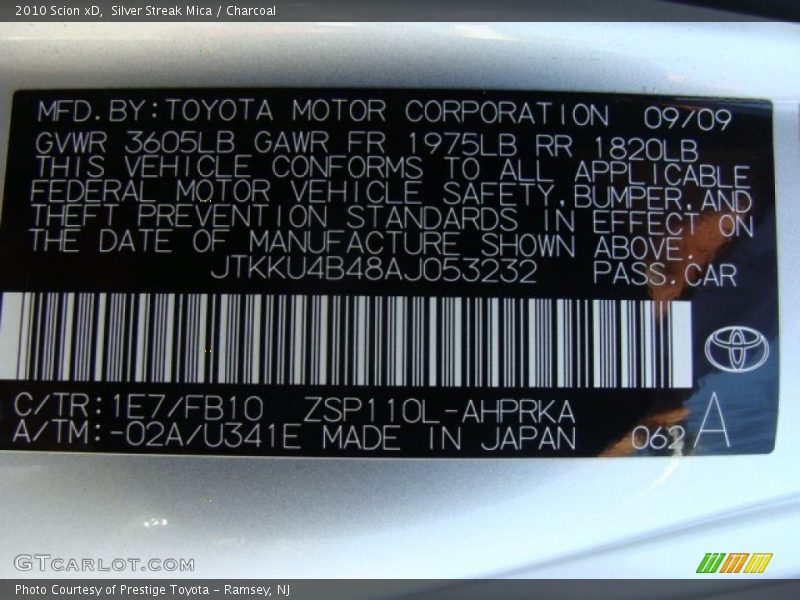 2010 Scion xD,  Silver Streak Mica / Charcoal
MFD.BY:TOYOTA MOTOR CORPORATION 09/09
GVWR 3605LB GAWR FR 1975LB RR 1820LB
THIS VEHICLE CONFORMS TO ALL APPLICABLE
FEDERAL MOTOR VEHICLE SAFETY,BUMPER,AND
THEFT PREVENTION STANDARDS IN EFFECT ON
THE DATE OF MANUFACTURE SHOWN ABOVE.
JTKKU4B48AJ053232 PASS.CAR
C/TR:1E7/FB10 ZSP110L-AHPRKA
A/TM:-02A/U341E MADE IN JAPAN 062 A
GTcarlot.com
Photo Courtesy of Prestige Toyota - Ramsey, NJ